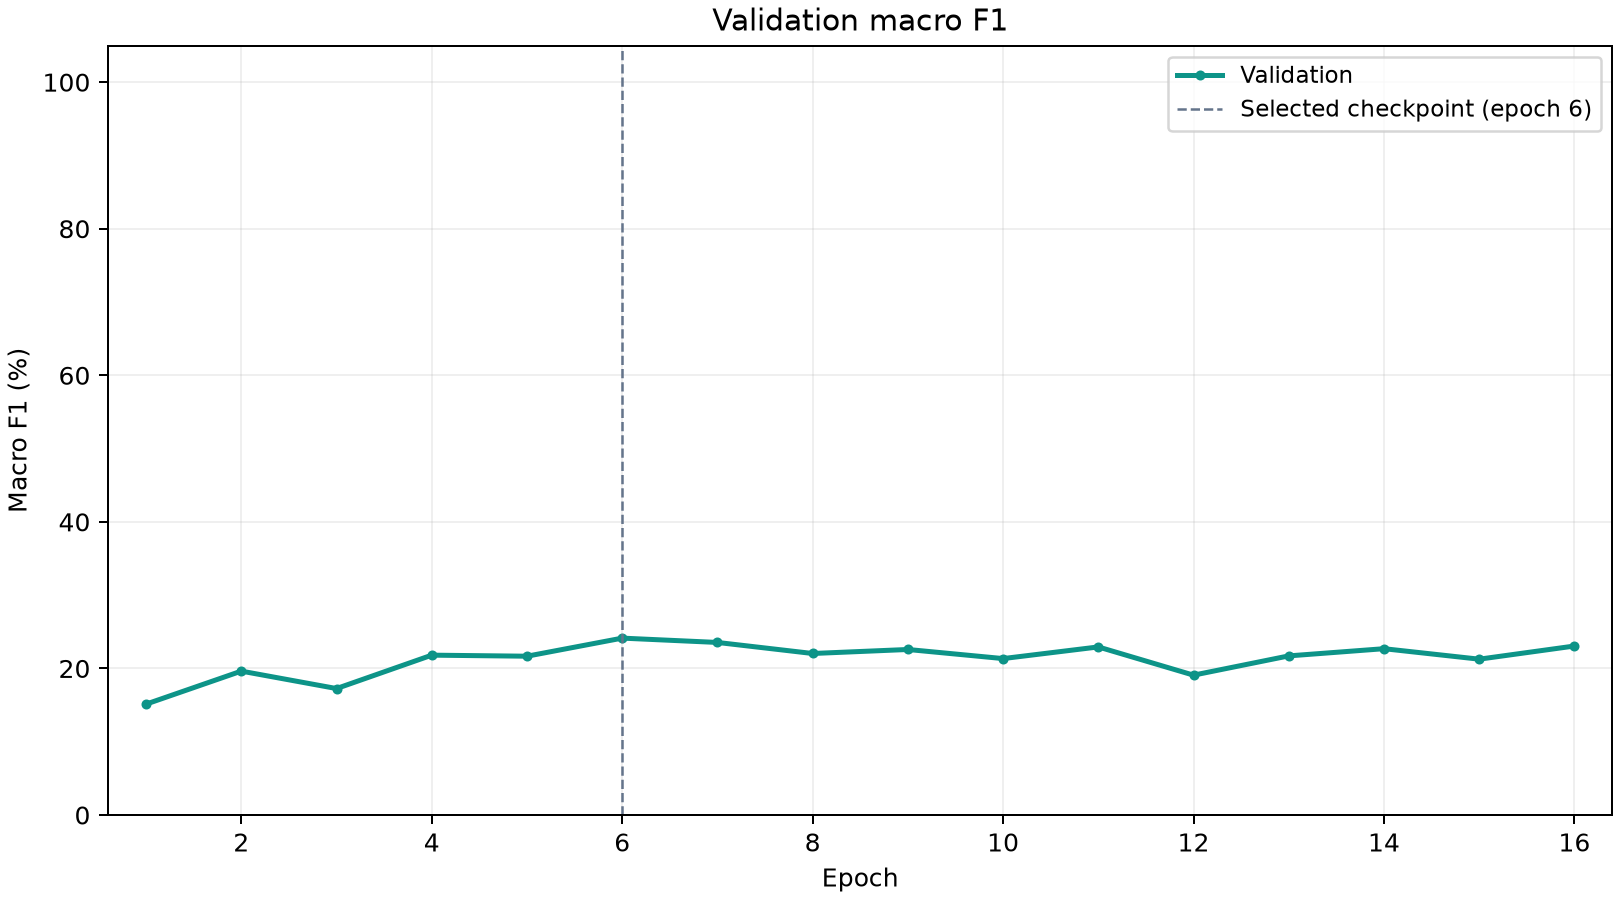 Validation macro F1
Validation
Selected checkpoint (epoch 6)
Macro F1 (%)
100
80
60
40
20
0
2 4 6 8 10 12 14 16
Epoch